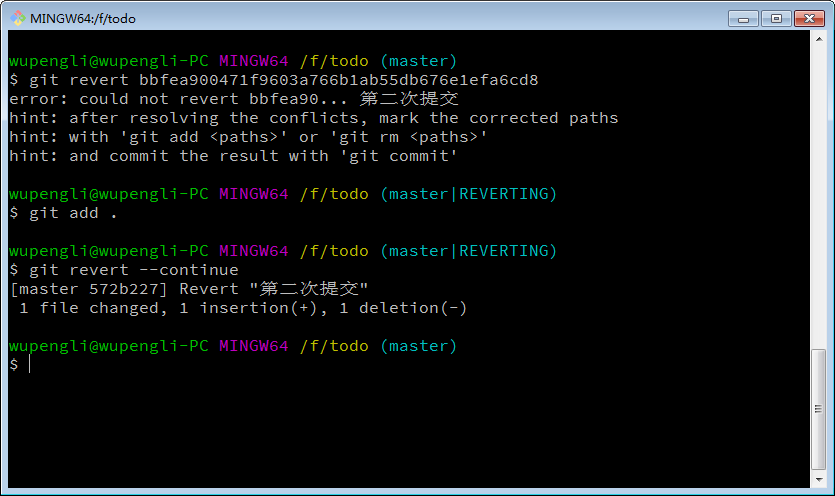 MINGW64:/f/todo
wupengli@wupengli-PC MINGW64 /f/todo (master)
$ git revert bbfea900471f9603a766b1ab55db676e1efa6cd8
error: could not revert bbfea90... 第二次提交
hint: after resolving the conflicts, mark the corrected paths
hint: with 'git add <paths>' or 'git rm <paths>'
hint: and commit the result with 'git commit'
wupengli@wupengli-PC MINGW64 /f/todo (master|REVERTING)
$ git add .
wupengli@wupengli-PC MINGW64 /f/todo (master|REVERTING)
$ git revert --continue
[master 572b227] Revert "第二次提交"
 1 file changed, 1 insertion(+), 1 deletion(-)
wupengli@wupengli-PC MINGW64 /f/todo (master)
$